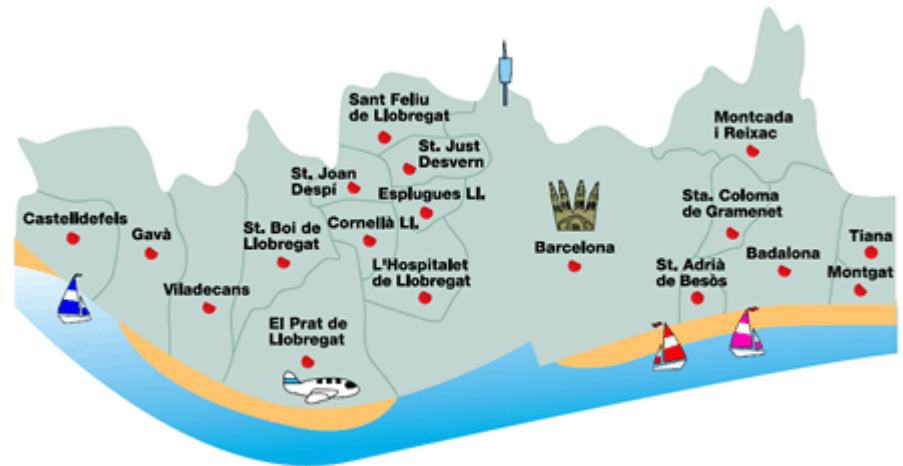 Sant Feliu
de Llobregat
St. Just
Desvern
St. Joan
Despí
Esplugues Ll.
Montcada
i Reixac
Sta. Coloma
de Gramenet
Castelldefels
Gavà
St. Boi de
Llobregat
Cornellà Ll.
Barcelona
L'Hospitalet
de Llobregat
Viladecans
El Prat de
Llobregat
St. Adrià
de Besòs
Badalona
Tiana
Montgat